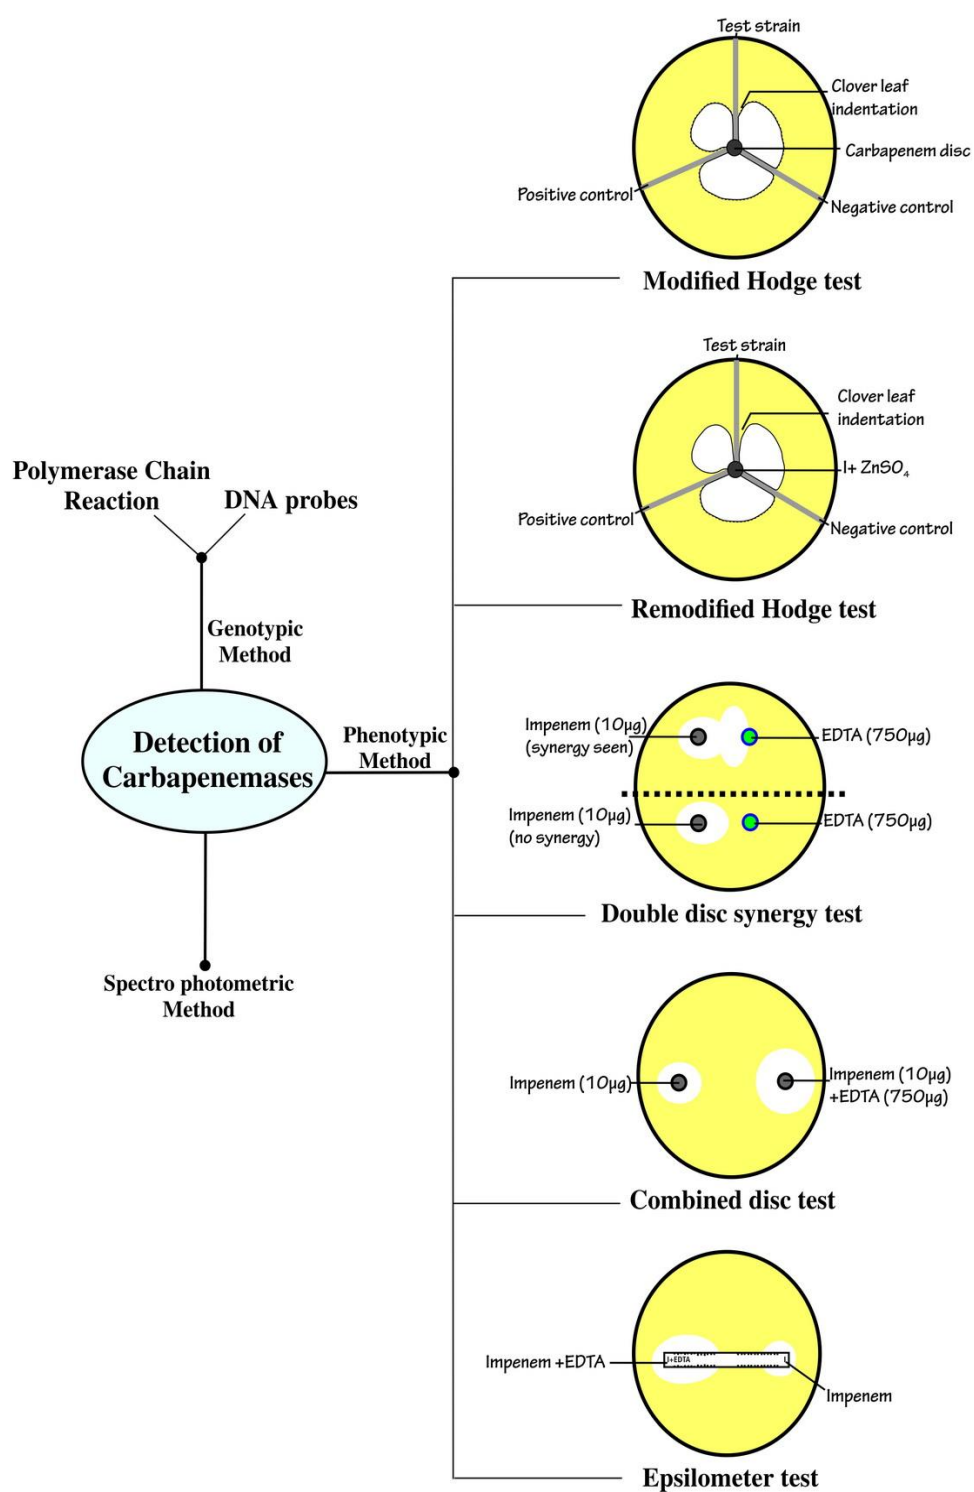 Test strain
Clover leaf
indentation
Carbapenem disc
Positive control
Negative control
Modified Hodge test
Test strain
Clover leaf
indentation
I+ ZnSO₄
Positive control
Negative control
Remodified Hodge test
Polymerase Chain
Reaction
DNA probes
Genotypic
Method
Detection of
Carbapenemases
Phenotypic
Method
Spectro photometric
Method
Impenem (10µg)
(synergy seen)
EDTA (750µg)
Impenem (10µg)
(no synergy)
EDTA (750µg)
Double disc synergy test
Impenem (10µg)
Impenem (10µg)
+EDTA (750µg)
Combined disc test
Impenem +EDTA
I+EDTA
I
Impenem
Epsilometer test